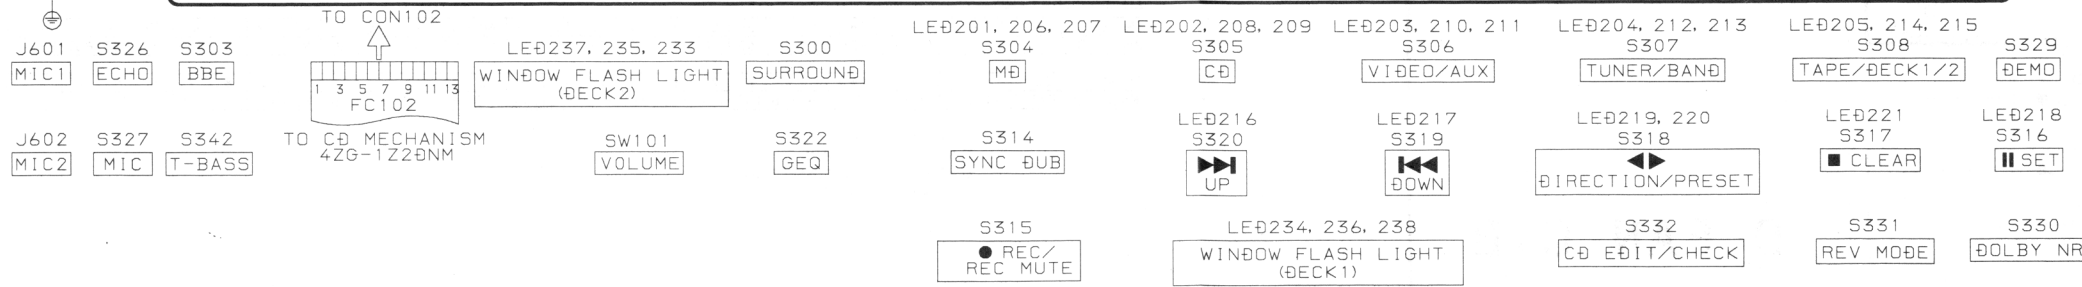 TO CON102
LED201, 206, 207 LED202, 208, 209 LED203, 210, 211 LED204, 212, 213 LED205, 214, 215
J601 S326 S303 LED237, 235, 233 S300 S304 S305 S306 S307 S308 S329
MIC1 ECHO BBE WINDOW FLASH LIGHT SURROUND MD CD VIDEO/AUX TUNER/BAND TAPE/DECK1/2 DEMO
(DECK2)
1 3 5 7 9 11 13
FC102
LED216 LED217 LED219, 220 LED221 LED218
J602 S327 S342 TO CD MECHANISM SW101 S322 S314 S320 S319 S318 S317 S316
4ZG-1Z2DNM
MIC2 MIC T-BASS VOLUME GEQ SYNC DUB ▶▶I I◀◀ ◀▶ ■ CLEAR II SET
UP DOWN DIRECTION/PRESET
S315 LED234, 236, 238 S332 S331 S330
● REC/ WINDOW FLASH LIGHT CD EDIT/CHECK REV MODE DOLBY NR
REC MUTE (DECK1)